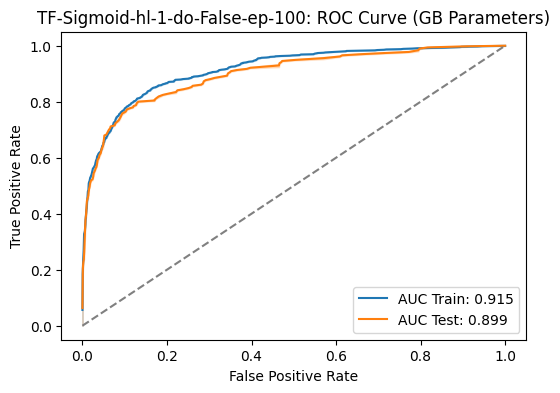 TF-Sigmoid-hl-1-do-False-ep-100: ROC Curve (GB Parameters)
True Positive Rate
1.0
0.8
0.6
0.4
0.2
0.0
AUC Train: 0.915
AUC Test: 0.899
0.0 0.2 0.4 0.6 0.8 1.0
False Positive Rate